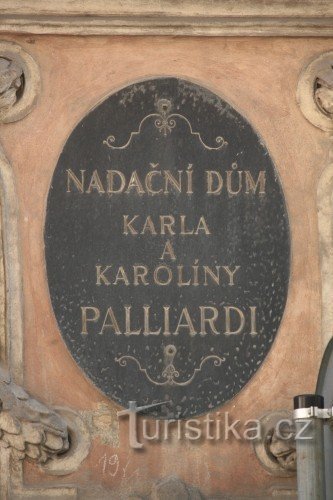 NADAČNÍ DŮM
KARLA
A
KAROLÍNY
PALLIARDI
Turistika.cz